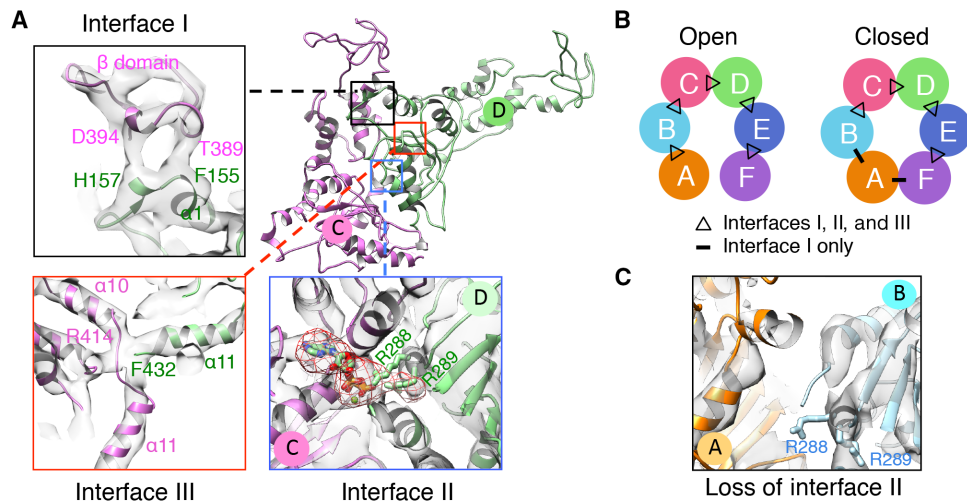 A
Interface I
β domain
D394
T389
H157
F155
α1
D
C
α10
R414
F432
α11
α11
Interface III
D
R288
R289
C
Interface II
B
Open
Closed
C D
B E
A F
C D
B E
A F
Interfaces I, II, and III
Interface I only
C
B
A
R288
R289
Loss of interface II